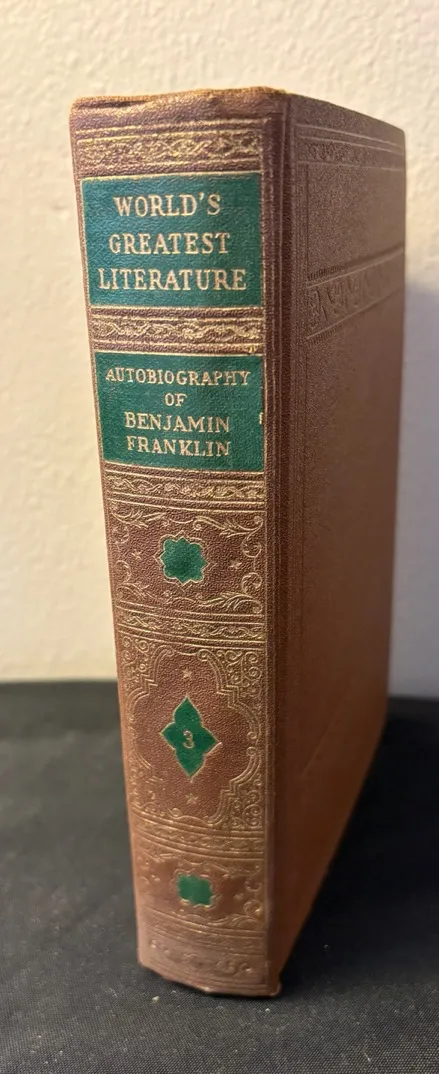 WORLD'S
GREATEST
LITERATURE
AUTOBIOGRAPHY
OF
BENJAMIN
FRANKLIN
3